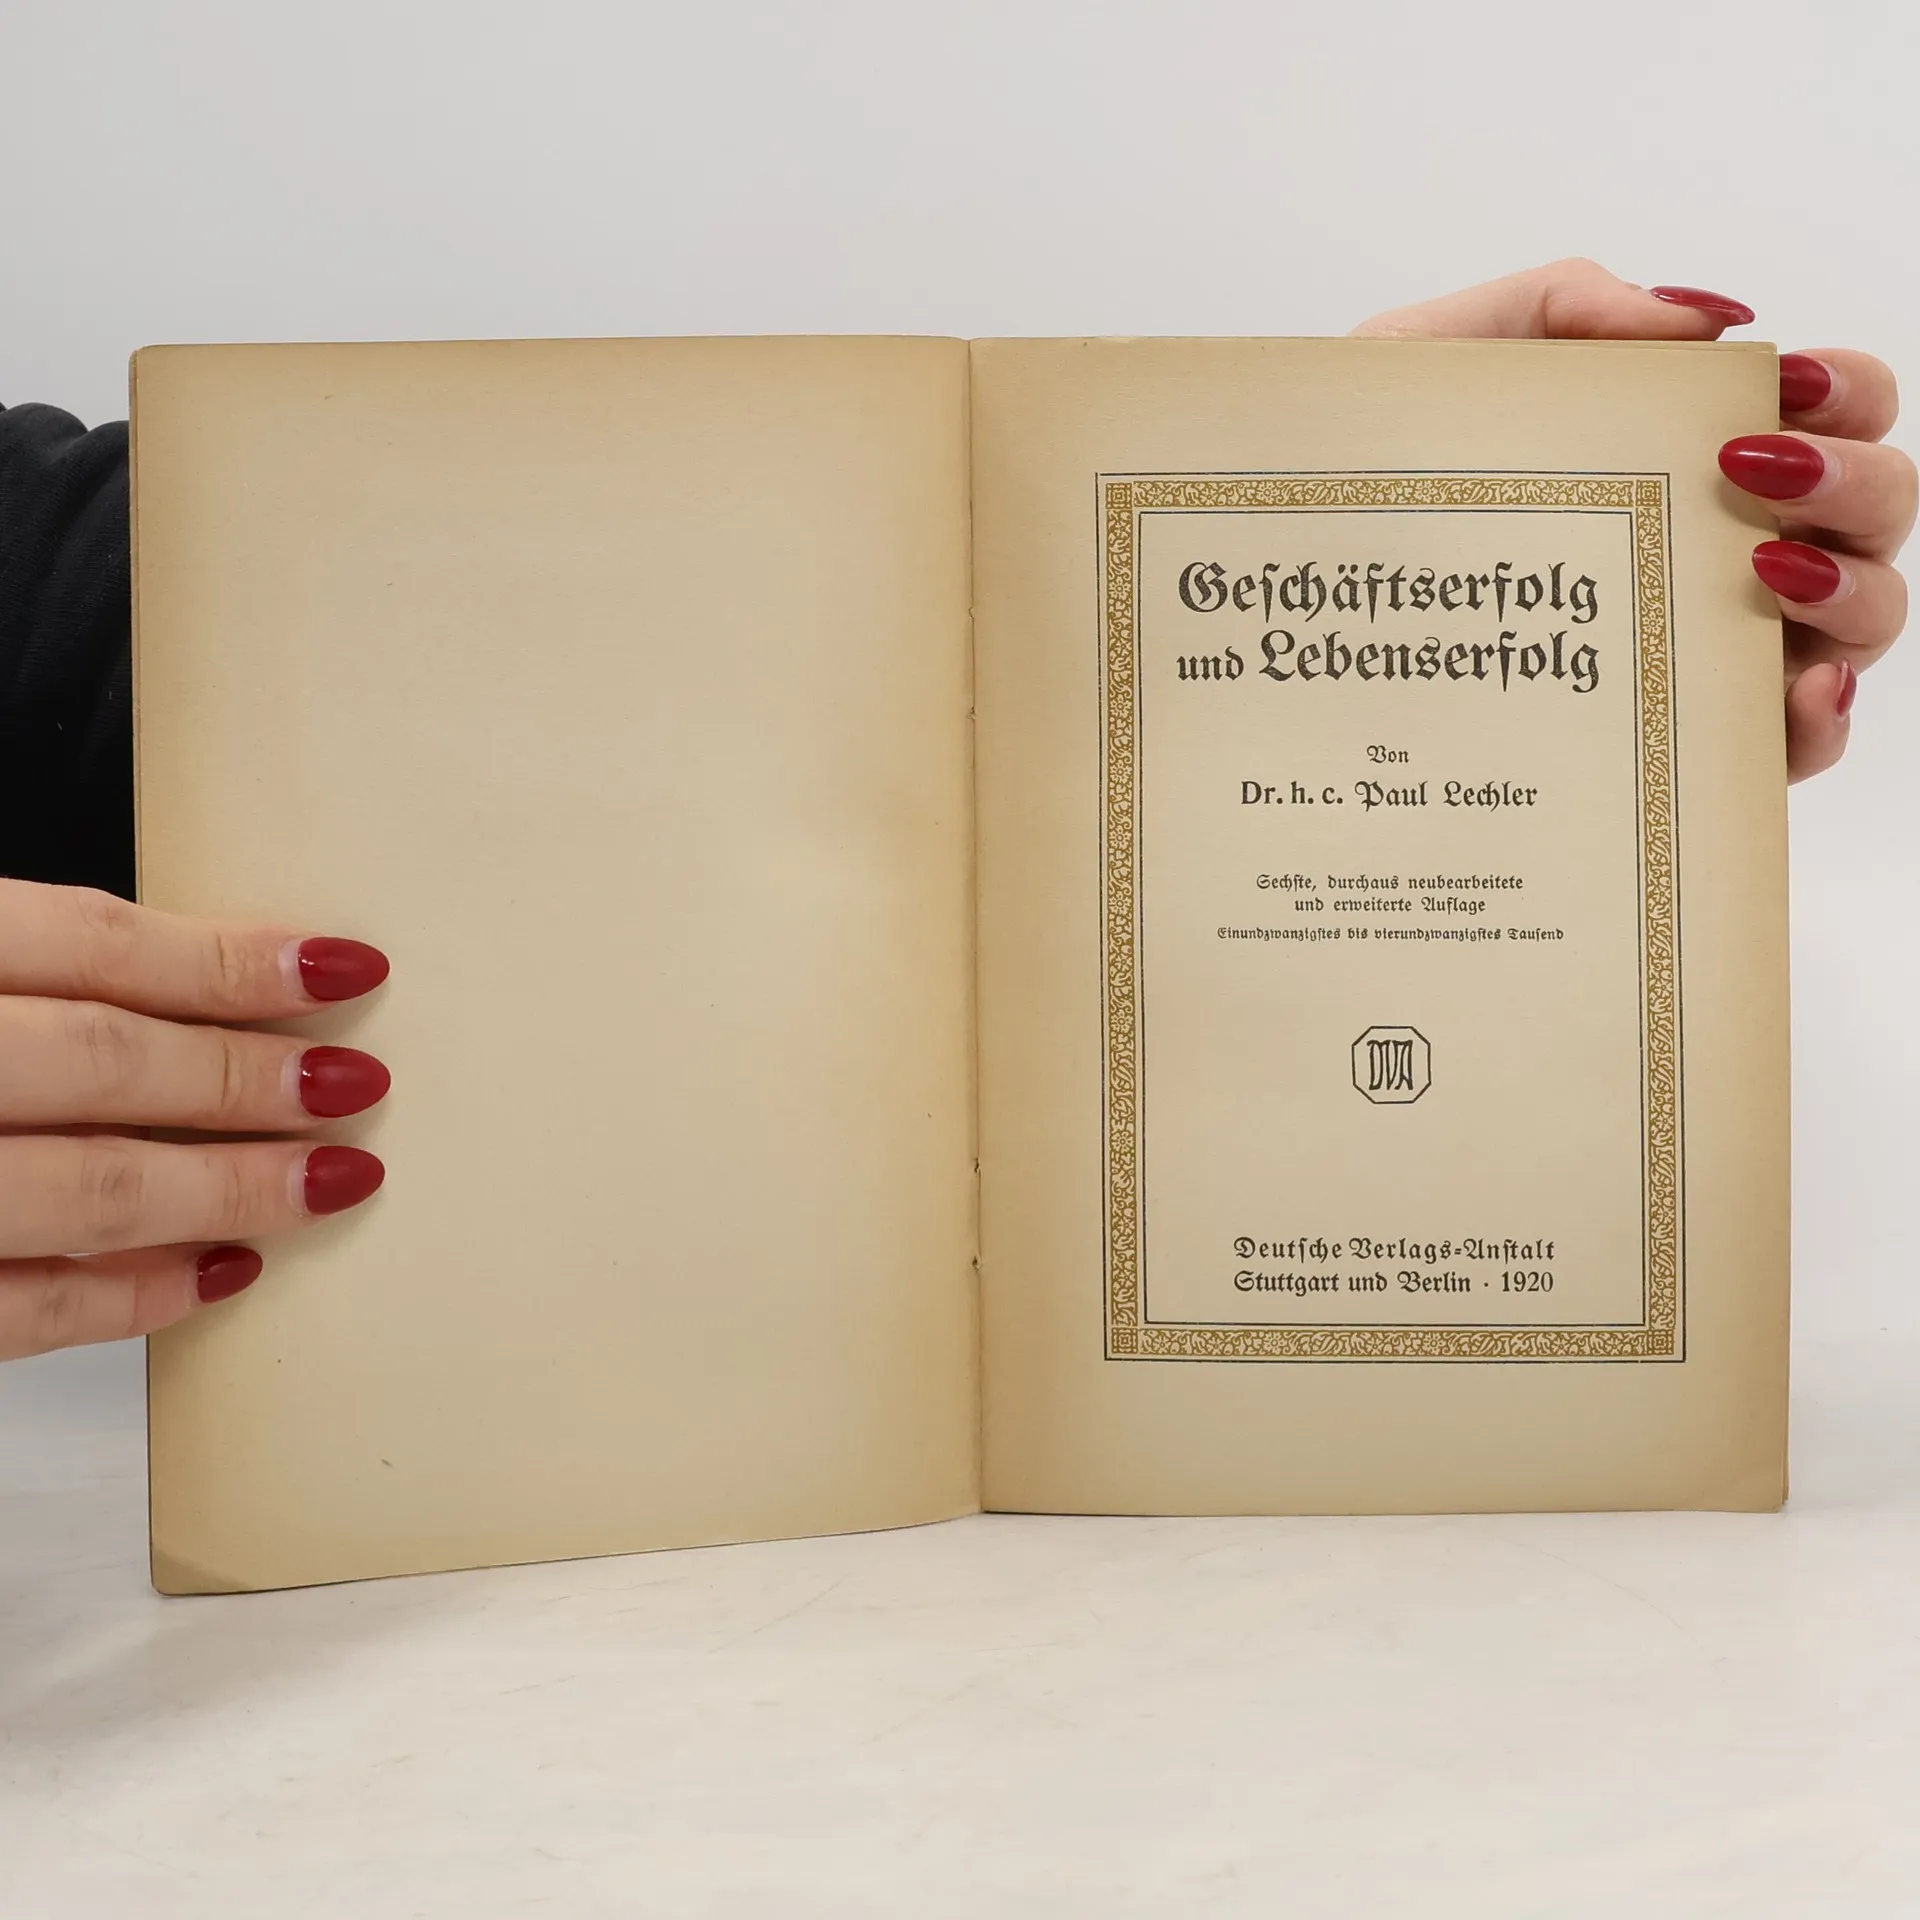 Geschäftserfolg
und Lebenserfolg
Von
Dr. h. c. Paul Lechler
Sechste, durchaus neubearbeitete
und erweiterte Auflage
Einundzwanzigstes bis vierundzwanzigstes Tausend
DVA
Deutsche Verlags-Anstalt
Stuttgart und Berlin · 1920